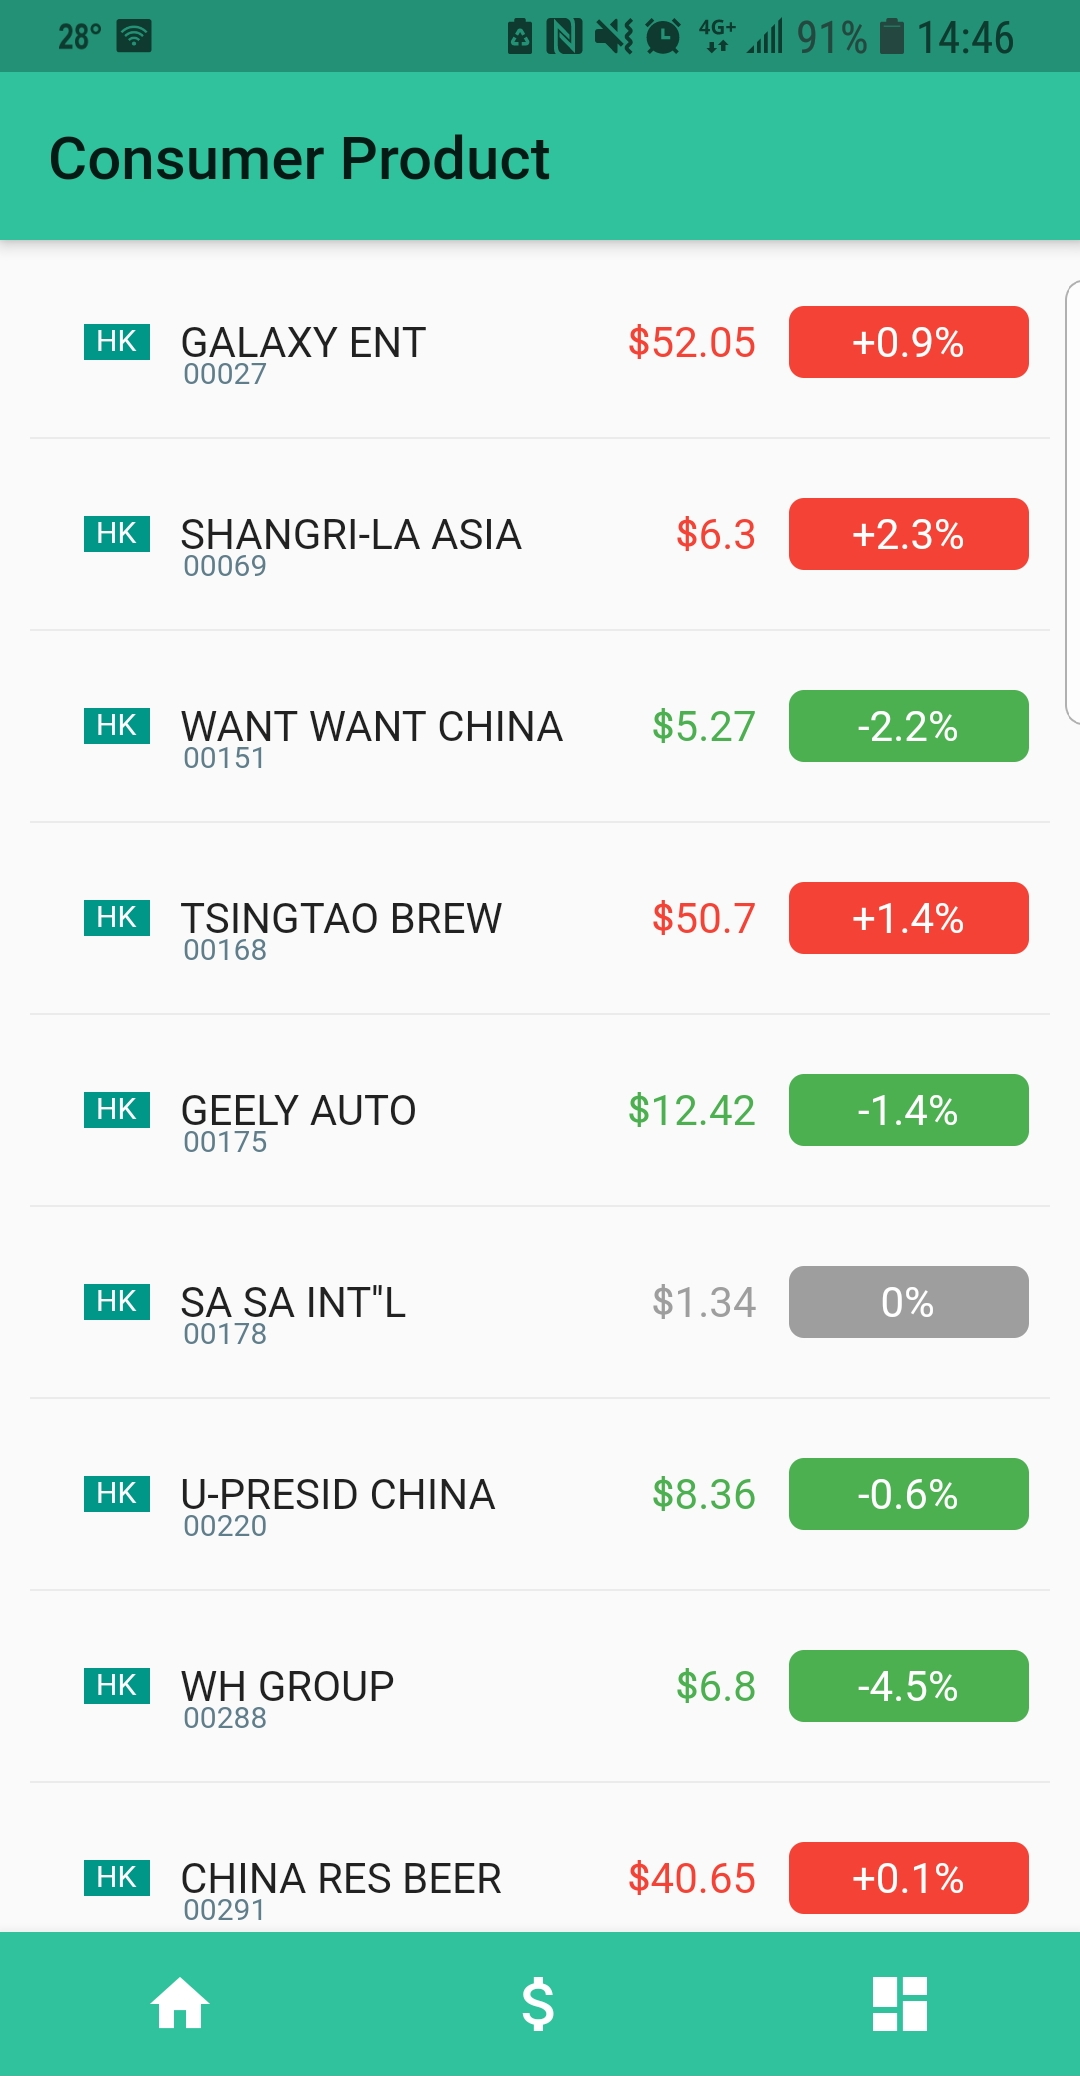 28° 4G+ 91% 14:46
Consumer Product
HK GALAXY ENT $52.05 +0.9%
00027
HK SHANGRI-LA ASIA $6.3 +2.3%
00069
HK WANT WANT CHINA $5.27 -2.2%
00151
HK TSINGTAO BREW $50.7 +1.4%
00168
HK GEELY AUTO $12.42 -1.4%
00175
HK SA SA INT"L $1.34 0%
00178
HK U-PRESID CHINA $8.36 -0.6%
00220
HK WH GROUP $6.8 -4.5%
00288
HK CHINA RES BEER $40.65 +0.1%
00291
$